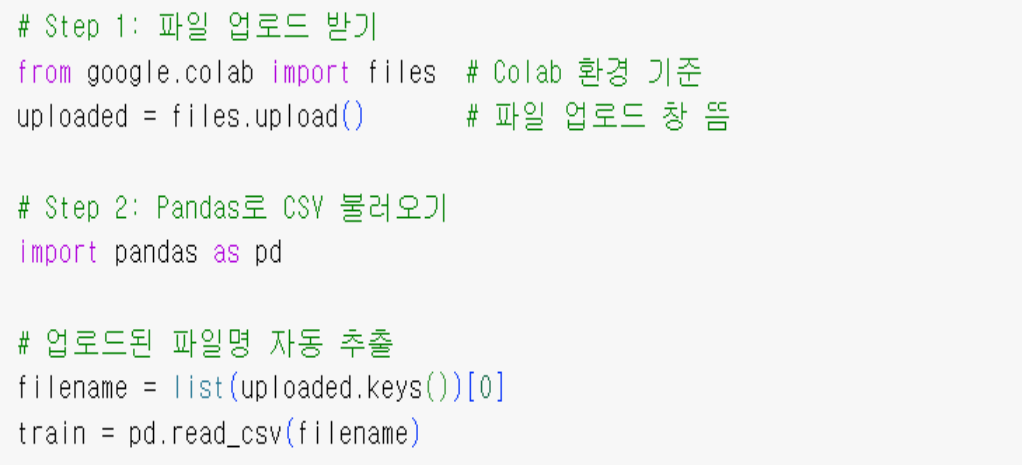 # Step 1: 파일 업로드 받기
from google.colab import files  # Colab 환경 기준
uploaded = files.upload()       # 파일 업로드 창 뜸
# Step 2: Pandas로 CSV 불러오기
import pandas as pd
# 업로드된 파일명 자동 추출
filename = list(uploaded.keys())[0]
train = pd.read_csv(filename)